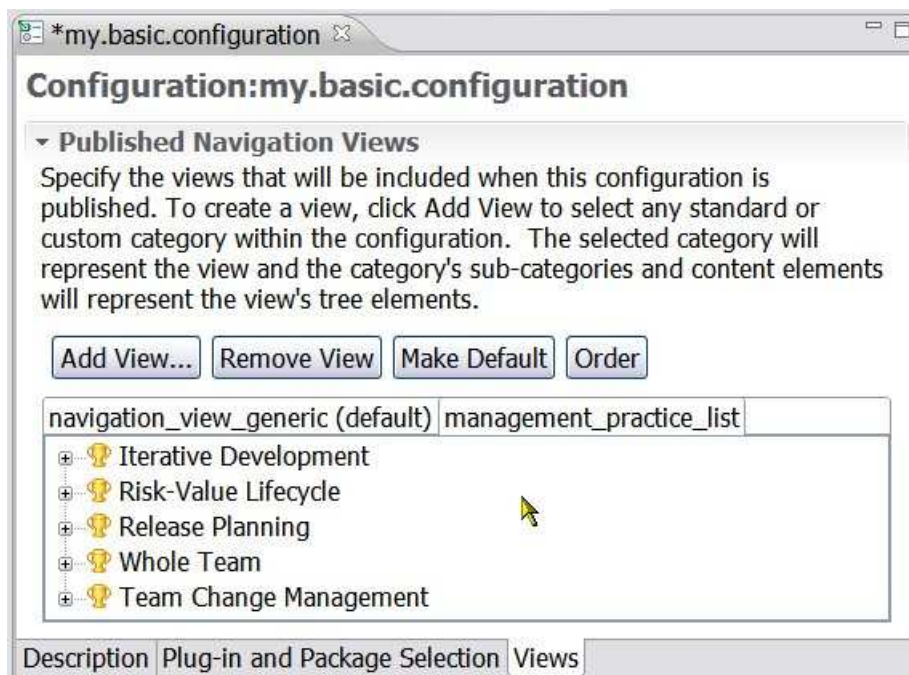 *my.basic.configuration
Configuration:my.basic.configuration
Published Navigation Views
Specify the views that will be included when this configuration is
published. To create a view, click Add View to select any standard or
custom category within the configuration.  The selected category will
represent the view and the category's sub-categories and content elements
will represent the view's tree elements.
Add View... Remove View Make Default Order
navigation_view_generic (default) management_practice_list
Iterative Development
Risk-Value Lifecycle
Release Planning
Whole Team
Team Change Management
Description Plug-in and Package Selection Views